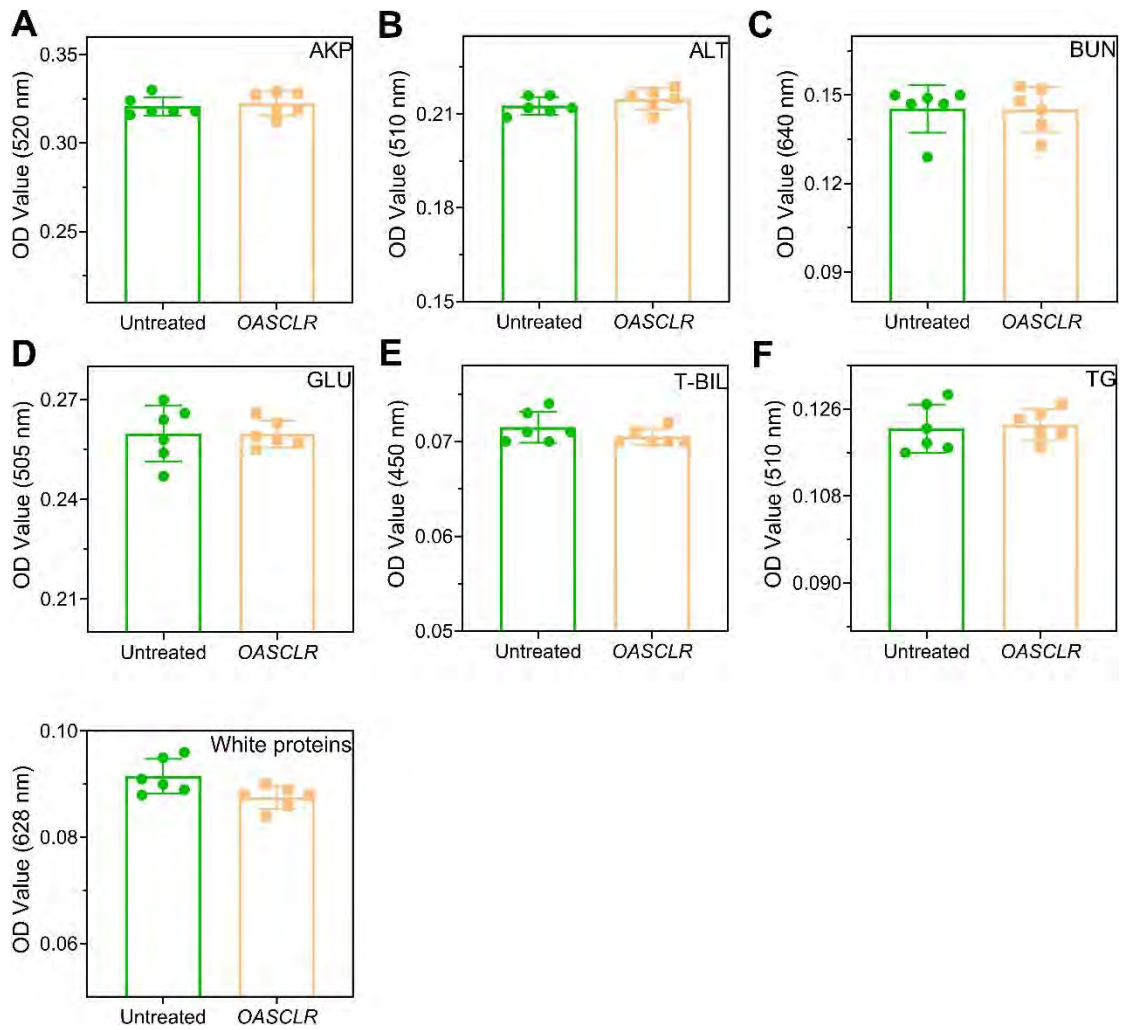 A
AKP
OD Value (520 nm)
0.35
0.30
0.25
Untreated
OASCLR
B
ALT
OD Value (510 nm)
0.21
0.18
0.15
Untreated
OASCLR
C
BUN
OD Value (640 nm)
0.15
0.12
0.09
Untreated
OASCLR
D
GLU
OD Value (505 nm)
0.27
0.24
0.21
Untreated
OASCLR
E
T-BIL
OD Value (450 nm)
0.07
0.06
0.05
Untreated
OASCLR
F
TG
OD Value (510 nm)
0.126
0.108
0.090
Untreated
OASCLR
White proteins
OD Value (628 nm)
0.10
0.08
0.06
Untreated
OASCLR